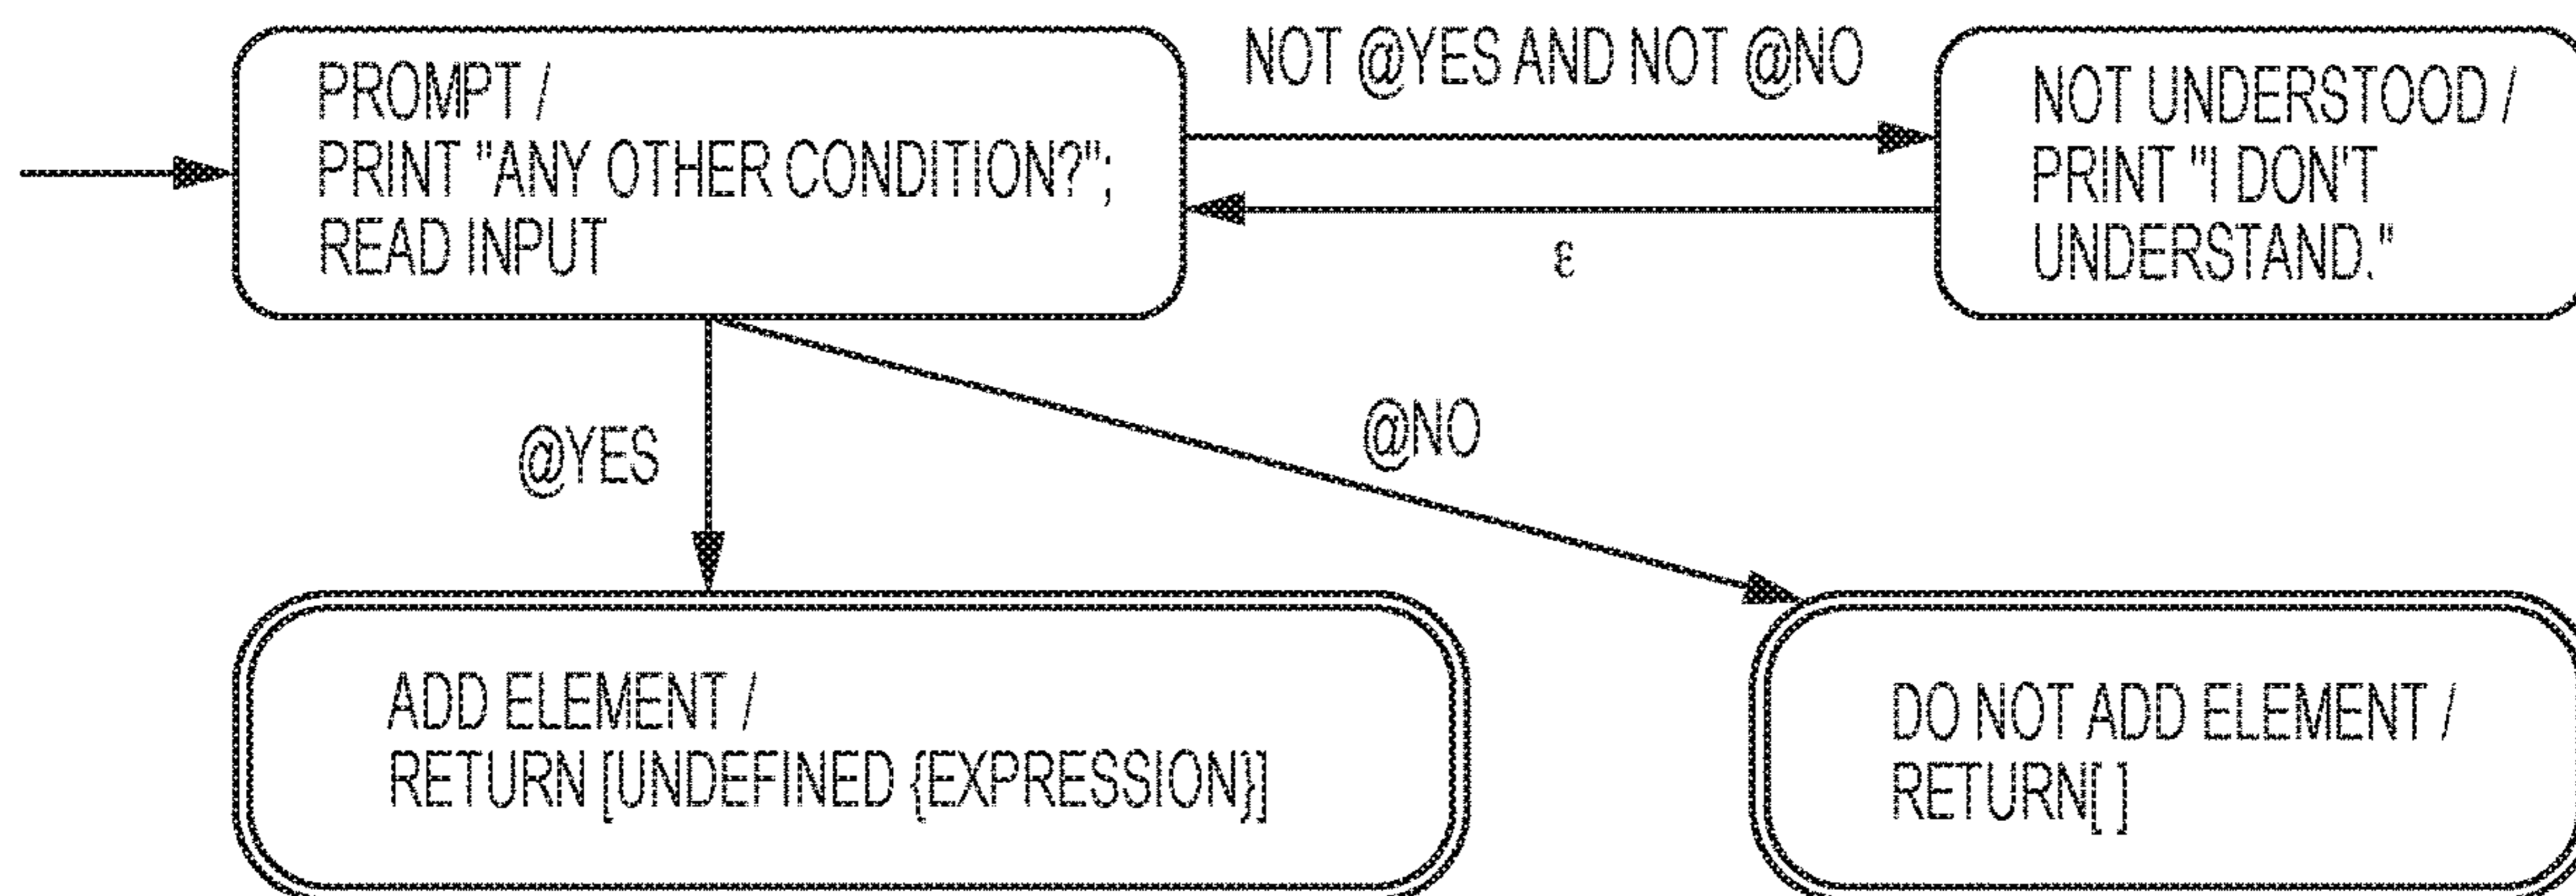 PROMPT /
PRINT "ANY OTHER CONDITION?";
READ INPUT
NOT @YES AND NOT @NO
ε
NOT UNDERSTOOD /
PRINT "I DON'T
UNDERSTAND."
@YES
@NO
ADD ELEMENT /
RETURN [UNDEFINED {EXPRESSION}]
DO NOT ADD ELEMENT /
RETURN[ ]